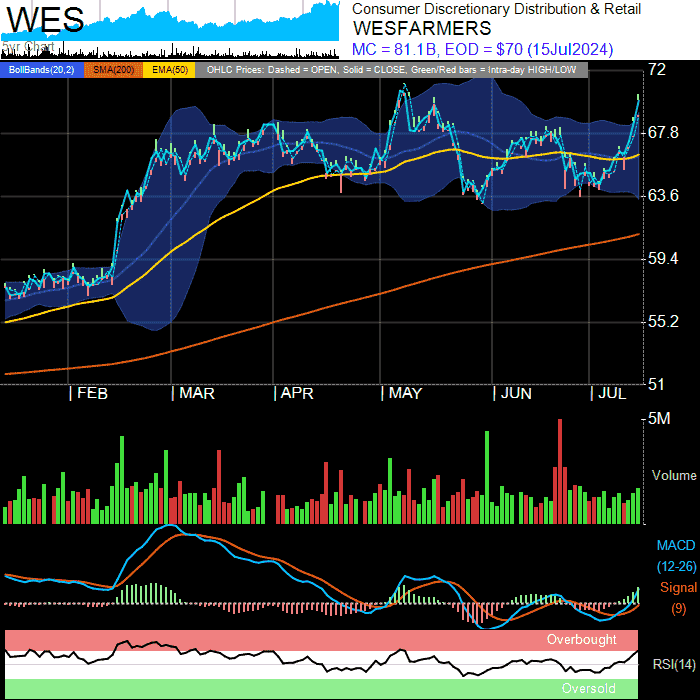 WES
5yr Chart
Consumer Discretionary Distribution & Retail
WESFARMERS
MC = 81.1B, EOD = $70 (15Jul2024)
BollBands(20,2) SMA(200) EMA(50) OHLC Prices: Dashed = OPEN, Solid = CLOSE, Green/Red bars = Intra-day HIGH/LOW
72
67.8
63.6
59.4
55.2
51
FEB MAR APR MAY JUN JUL
5M
Volume
MACD
(12-26)
Signal
(9)
Overbought
RSI(14)
Oversold